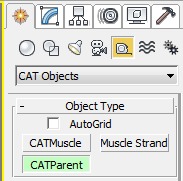 CAT Objects
- Object Type
AutoGrid
CATMuscle Muscle Strand
CATParent